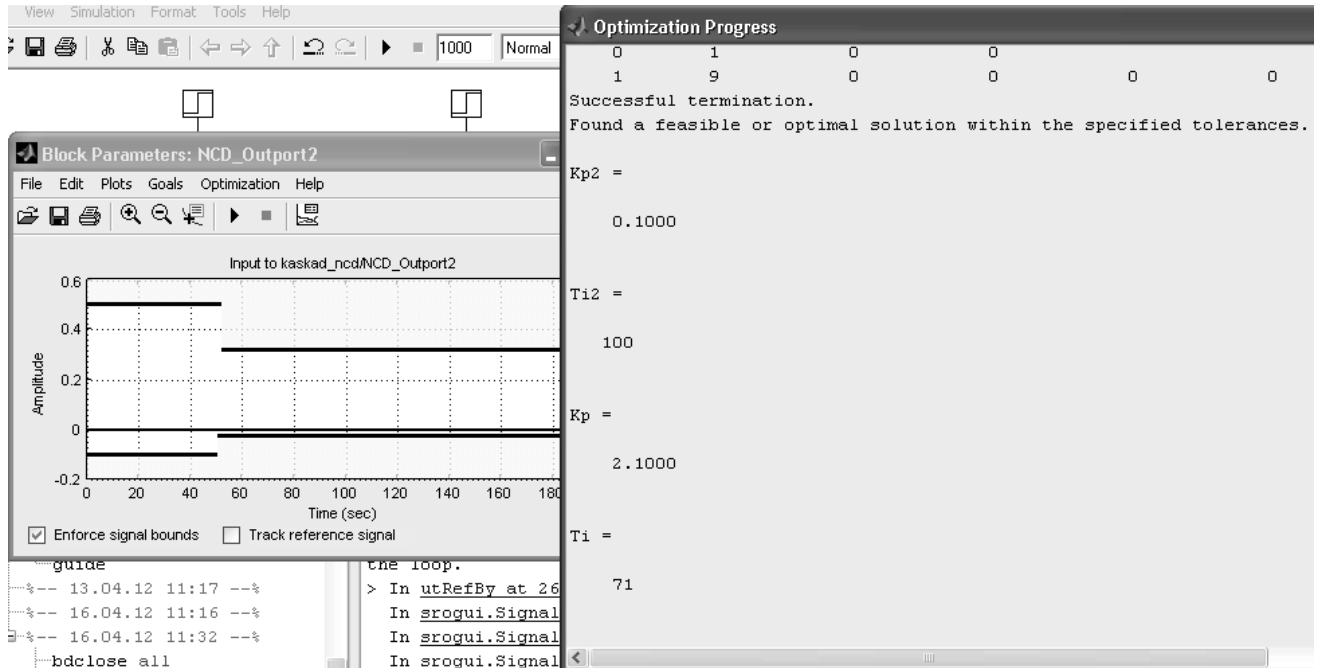 View Simulation Format Tools Help
1000 Normal
Block Parameters: NCD_Outport2
File Edit Plots Goals Optimization Help
Input to kaskad_ncd/NCD_Outport2
Amplitude
0.6
0.4
0.2
0
-0.2
0 20 40 60 80 100 120 140 160 180
Time (sec)
Enforce signal bounds Track reference signal
guide
%-- 13.04.12 11:17 --%
%-- 16.04.12 11:16 --%
%-- 16.04.12 11:32 --%
bdclose all
the loop.
> In utRefBy at 26
In srogui.Signal
In srogui.Signal
In srogui.Signal
Optimization Progress
0 1 0 0
1 9 0 0 0 0
Successful termination.
Found a feasible or optimal solution within the specified tolerances.
Kp2 =
0.1000
Ti2 =
100
Kp =
2.1000
Ti =
71